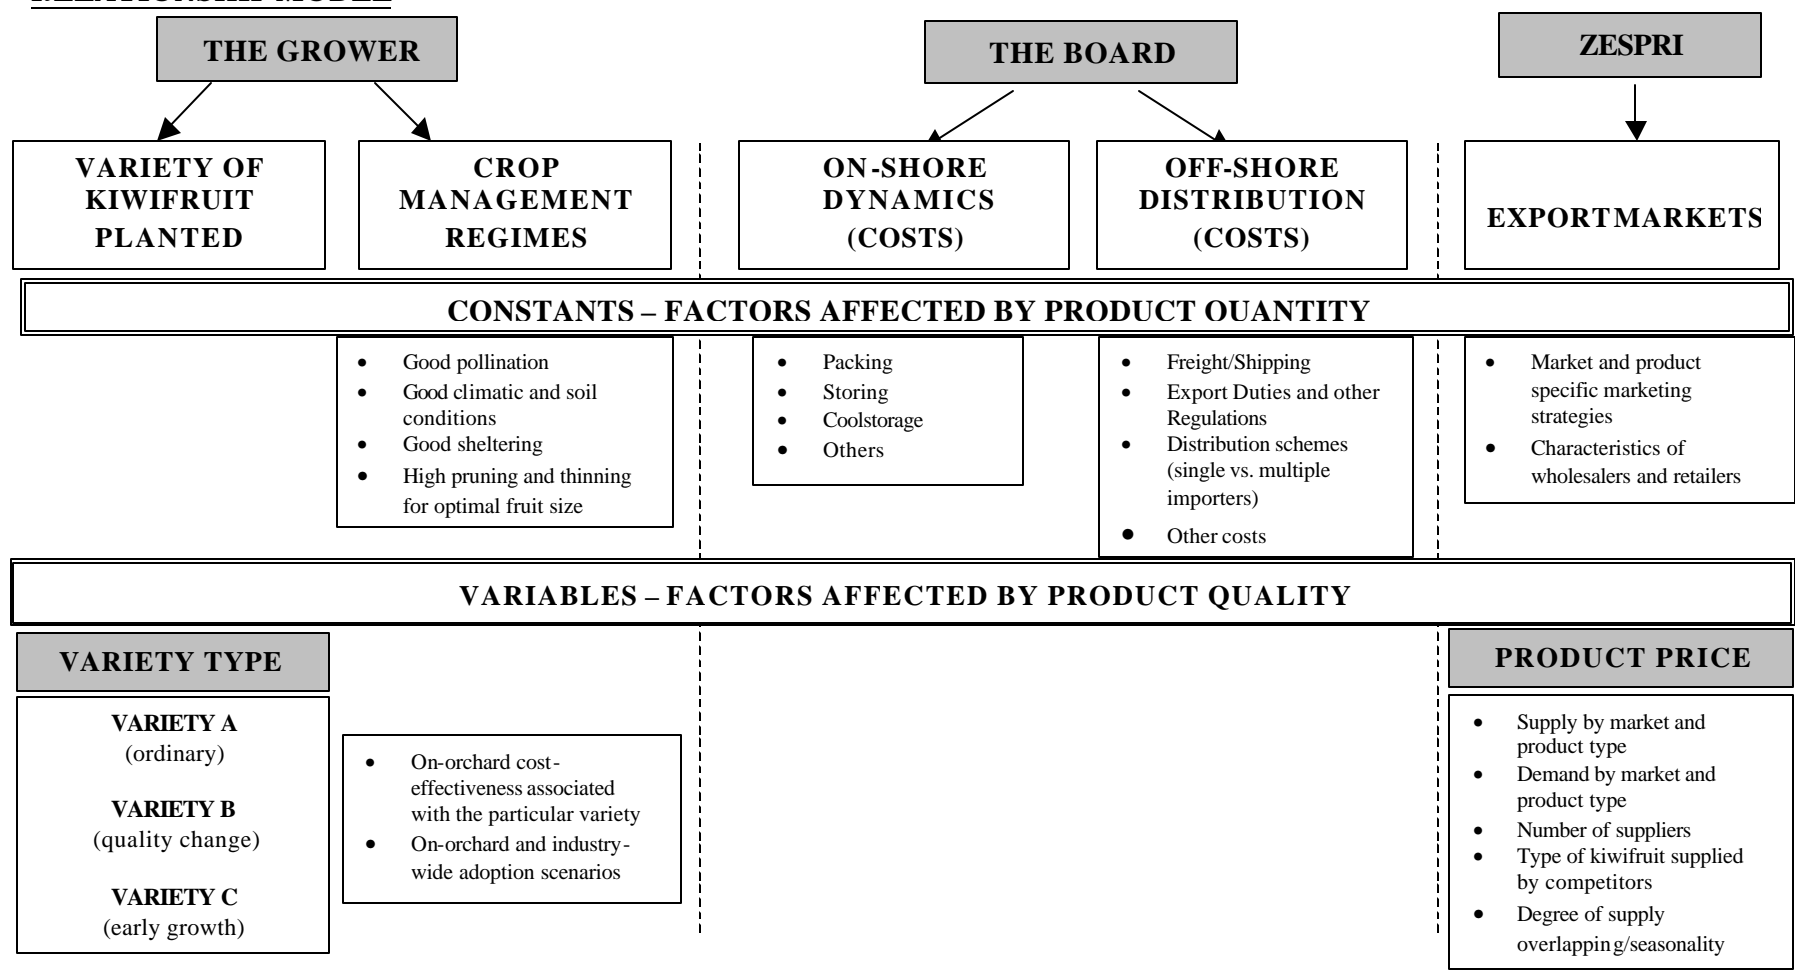 RELATIONSHIP MODEL
THE GROWER
THE BOARD
ZESPRI
VARIETY OF
KIWIFRUIT
PLANTED
CROP
MANAGEMENT
REGIMES
ON-SHORE
DYNAMICS
(COSTS)
OFF-SHORE
DISTRIBUTION
(COSTS)
EXPORT MARKETS
CONSTANTS – FACTORS AFFECTED BY PRODUCT QUANTITY
• Good pollination
• Good climatic and soil
conditions
• Good sheltering
• High pruning and thinning
for optimal fruit size
• Packing
• Storing
• Coolstorage
• Others
• Freight/Shipping
• Export Duties and other
Regulations
• Distribution schemes
(single vs. multiple
importers)
• Other costs
• Market and product
specific marketing
strategies
• Characteristics of
wholesalers and retailers
VARIABLES – FACTORS AFFECTED BY PRODUCT QUALITY
VARIETY TYPE
VARIETY A
(ordinary)
VARIETY B
(quality change)
VARIETY C
(early growth)
• On-orchard cost-
effectiveness associated
with the particular variety
• On-orchard and industry-
wide adoption scenarios
PRODUCT PRICE
• Supply by market and
product type
• Demand by market and
product type
• Number of suppliers
• Type of kiwifruit supplied
by competitors
• Degree of supply
overlapping/seasonality